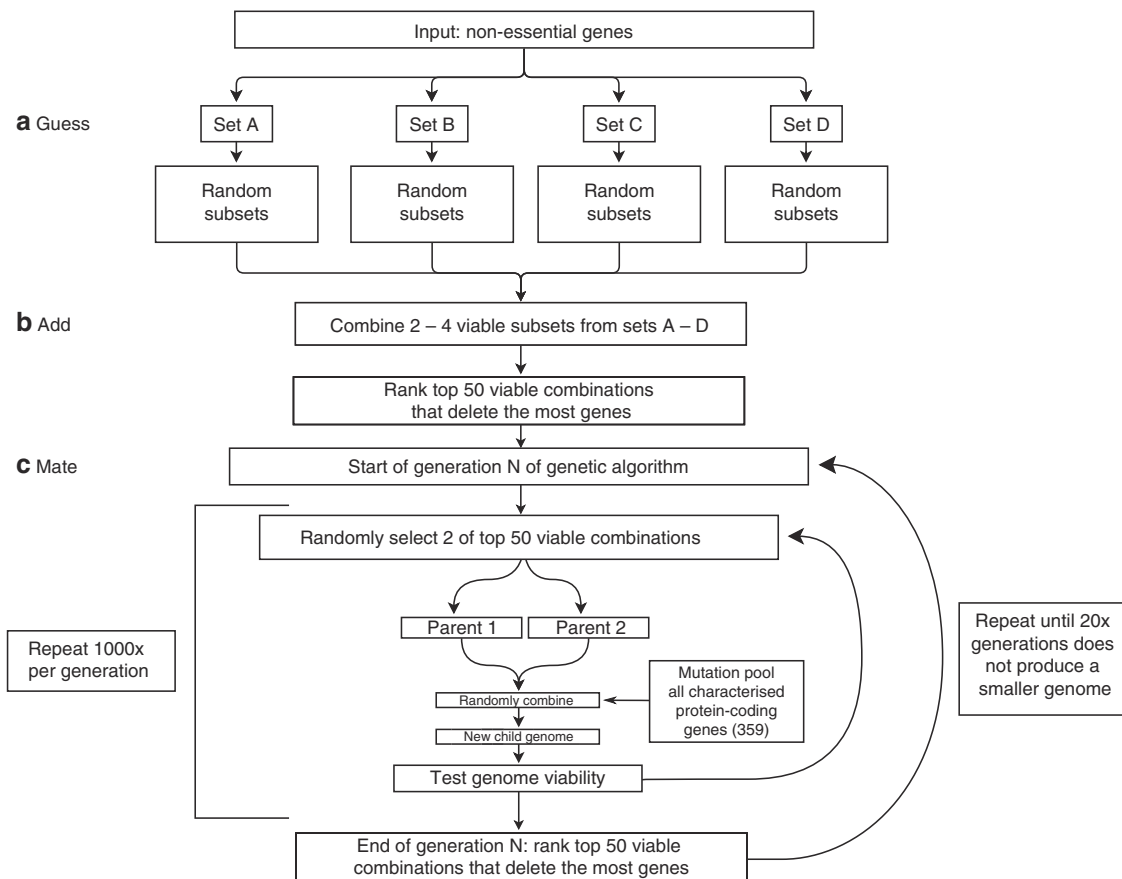 Input: non-essential genes
a Guess
Set A
Set B
Set C
Set D
Random
subsets
Random
subsets
Random
subsets
Random
subsets
b Add
Combine 2 – 4 viable subsets from sets A – D
Rank top 50 viable combinations
that delete the most genes
c Mate
Start of generation N of genetic algorithm
Randomly select 2 of top 50 viable combinations
Parent 1
Parent 2
Repeat 1000x
per generation
Repeat until 20x
generations does
not produce a
smaller genome
Randomly combine
Mutation pool
all characterised
protein-coding
genes (359)
New child genome
Test genome viability
End of generation N: rank top 50 viable
combinations that delete the most genes